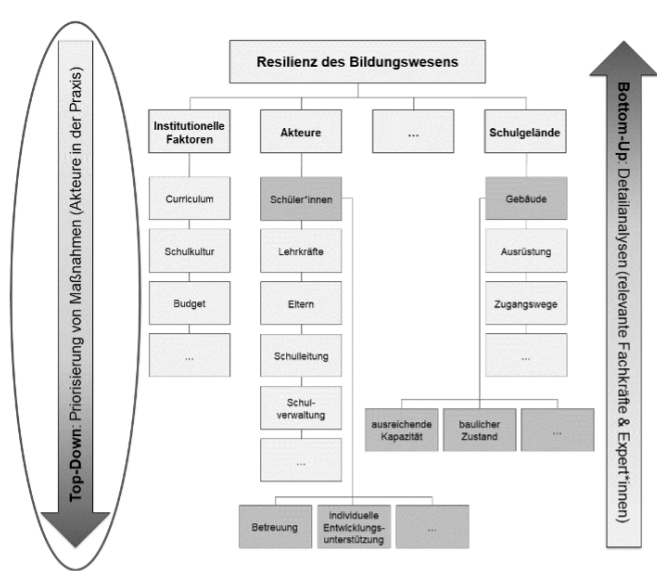 Top-Down: Priorisierung von Maßnahmen (Akteure in der Praxis)
Resilienz des Bildungswesens
Institutionelle
Faktoren
Curriculum
Schulkultur
Budget
...
Akteure
Schüler*innen
Lehrkräfte
Eltern
Schulleitung
Schul-
verwaltung
...
Betreuung
individuelle
Entwicklungs-
unterstützung
...
...
Schulgelände
Gebäude
Ausrüstung
Zugangswege
...
ausreichende
Kapazität
baulicher
Zustand
...
Bottom-Up: Detailanalysen (relevante Fachkräfte & Expert*innen)